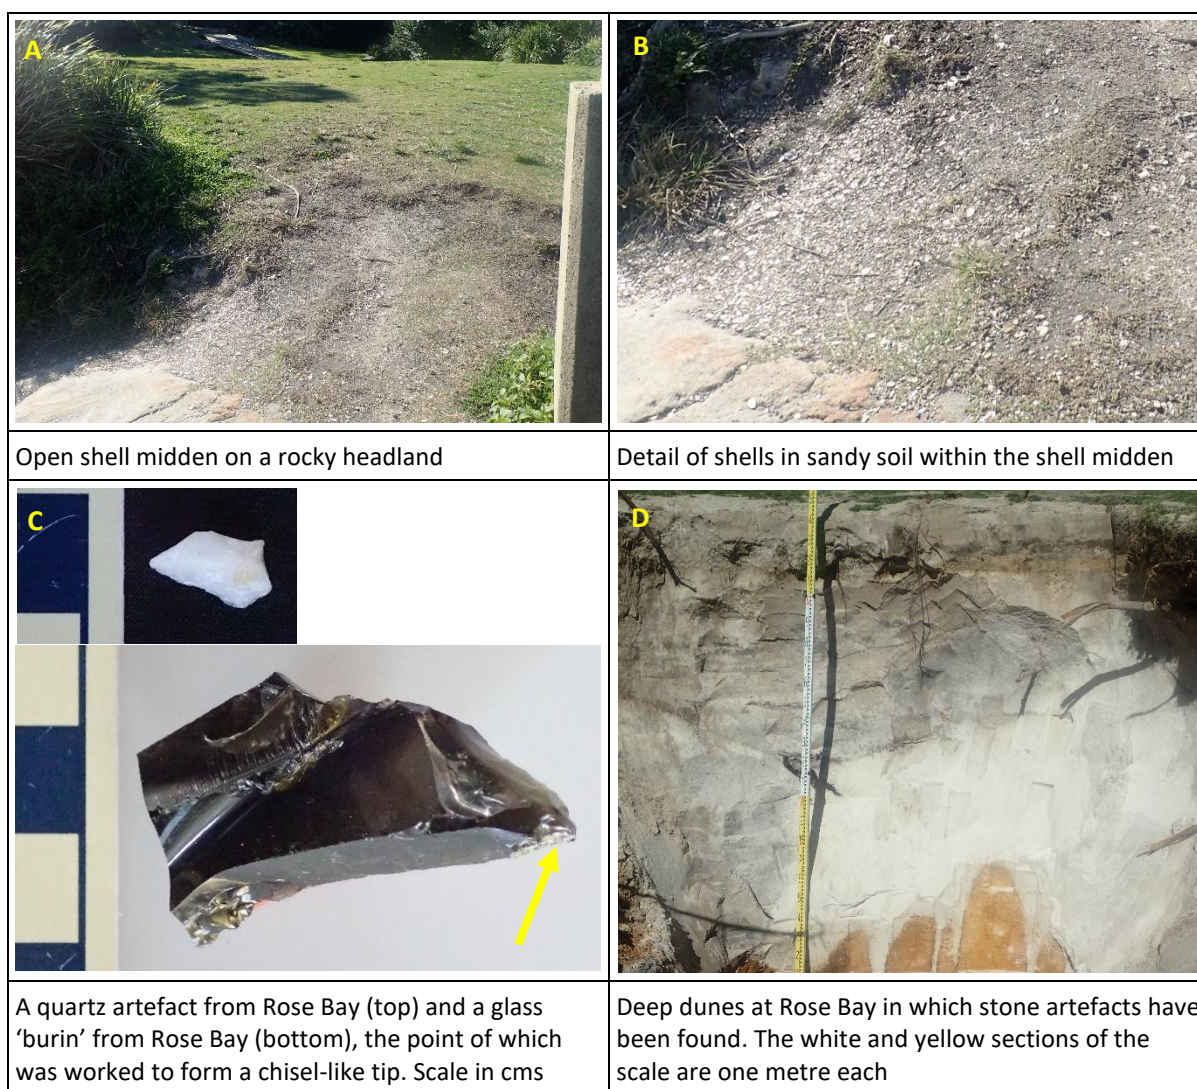 A
B
Open shell midden on a rocky headland
Detail of shells in sandy soil within the shell midden
C
D
A quartz artefact from Rose Bay (top) and a glass
‘burin’ from Rose Bay (bottom), the point of which
was worked to form a chisel-like tip. Scale in cms
Deep dunes at Rose Bay in which stone artefacts have
been found. The white and yellow sections of the
scale are one metre each